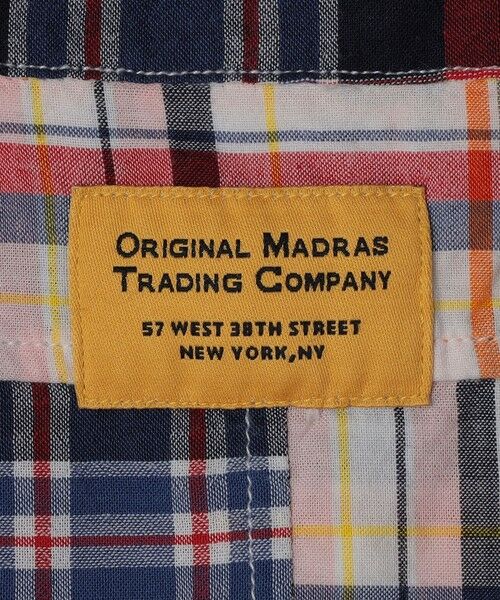 ORIGINAL MADRAS
TRADING COMPANY
57 WEST 38TH STREET
NEW YORK,NY